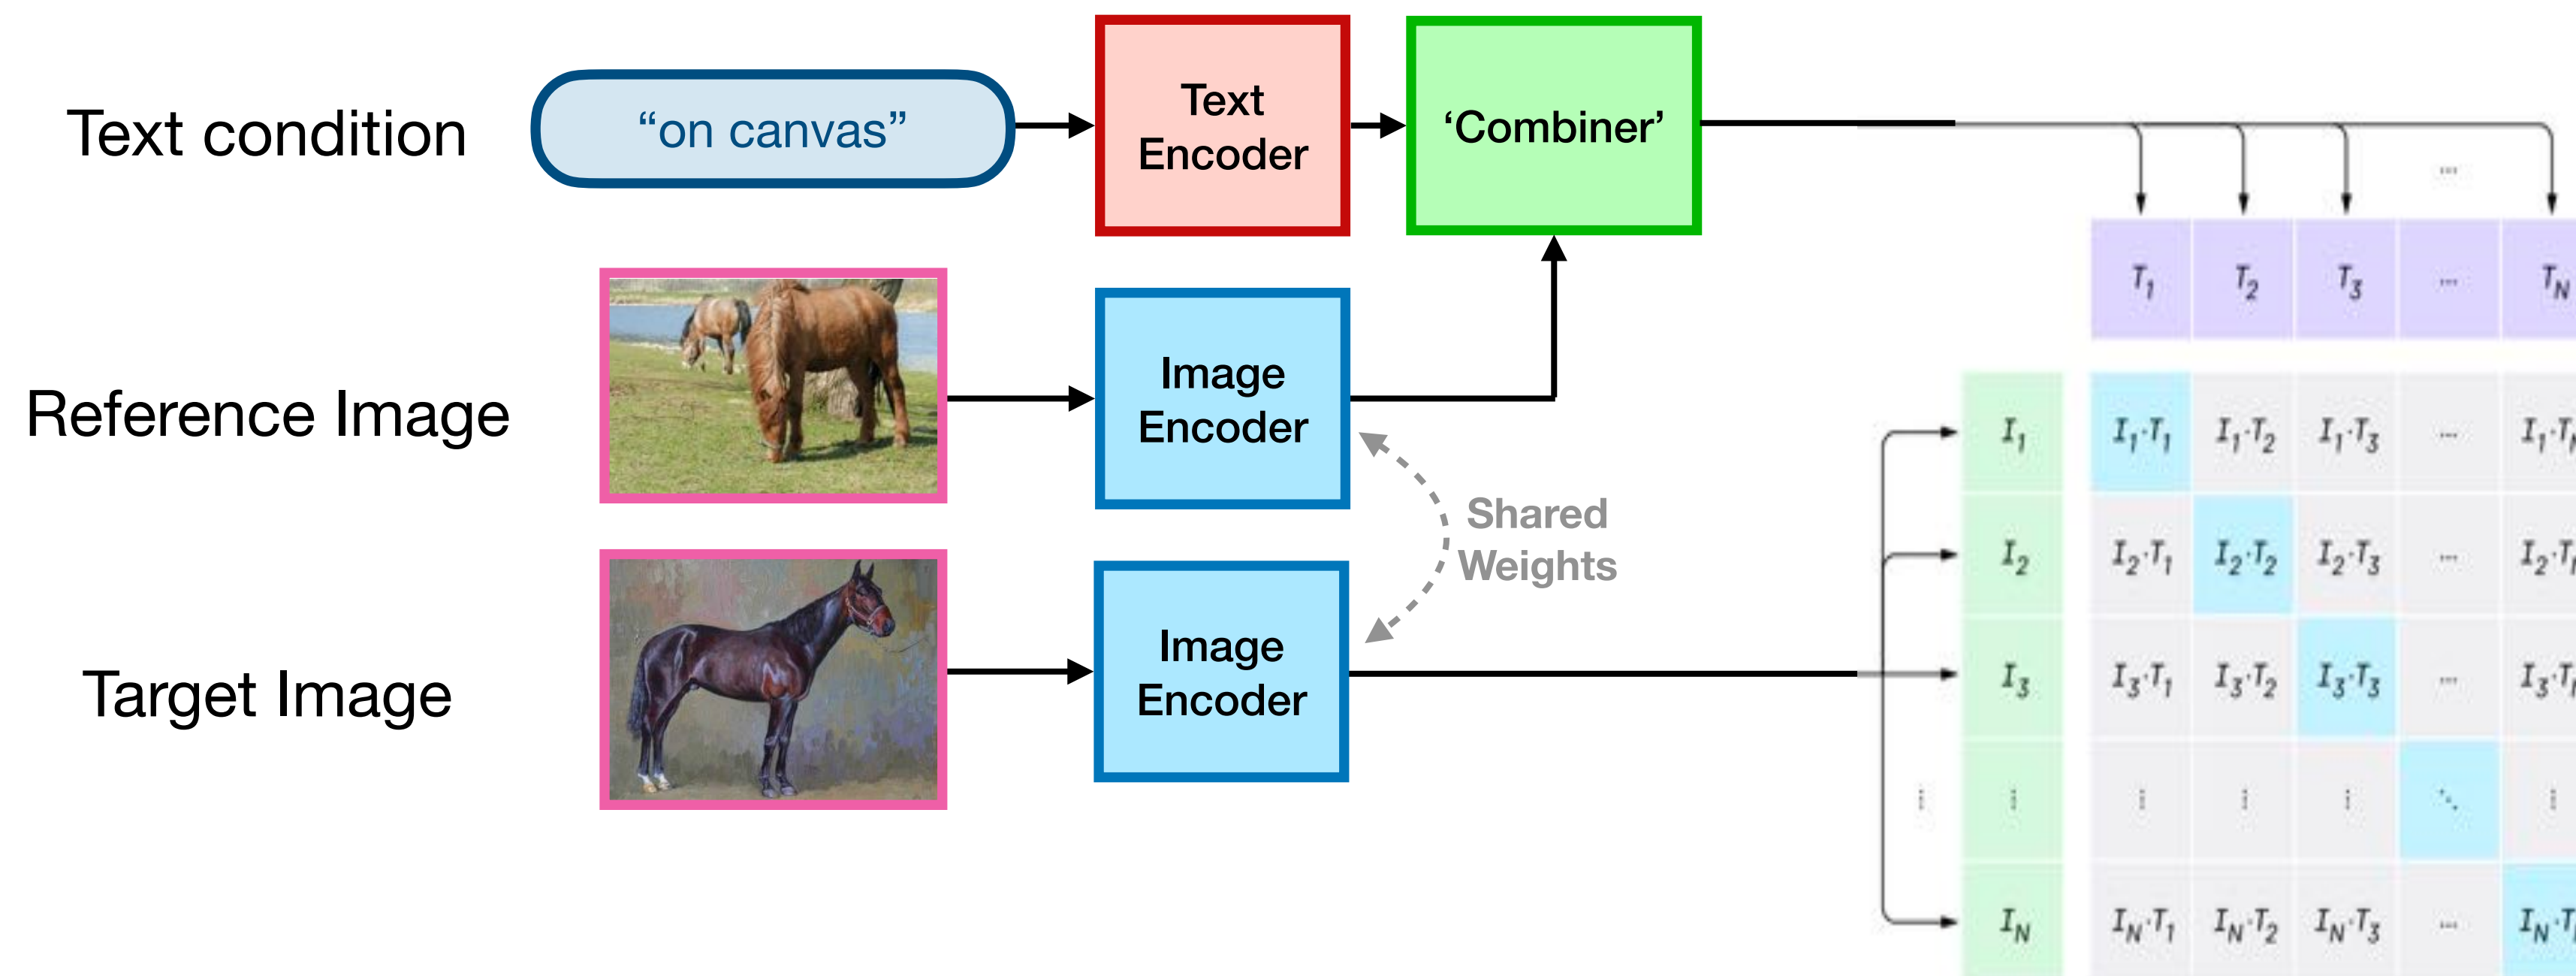 Text condition
“on canvas”
Text
Encoder
‘Combiner’
...
T1 T2 T3 ... TN
Reference Image
Image
Encoder
Shared
Weights
Target Image
Image
Encoder
I1 I1·T1 I1·T2 I1·T3 ...
I2 I2·T1 I2·T2 I2·T3 ...
I3 I3·T1 I3·T2 I3·T3 ...
⋮ ⋮ ⋮ ⋮ ⋮ ⋱ ⋮
IN IN·T1 IN·T2 IN·T3 ...